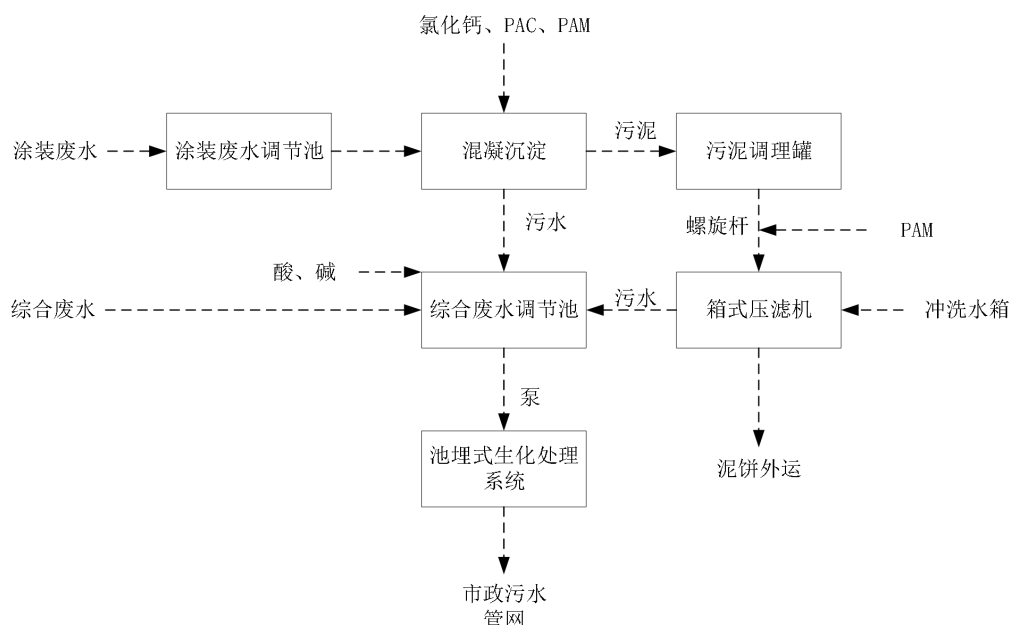 氯化钙、PAC、PAM
涂装废水
涂装废水调节池
混凝沉淀
污泥
污泥调理罐
污水
螺旋杆
PAM
酸、碱
综合废水
综合废水调节池
污水
箱式压滤机
冲洗水箱
泵
池埋式生化处理
系统
泥饼外运
市政污水
管网